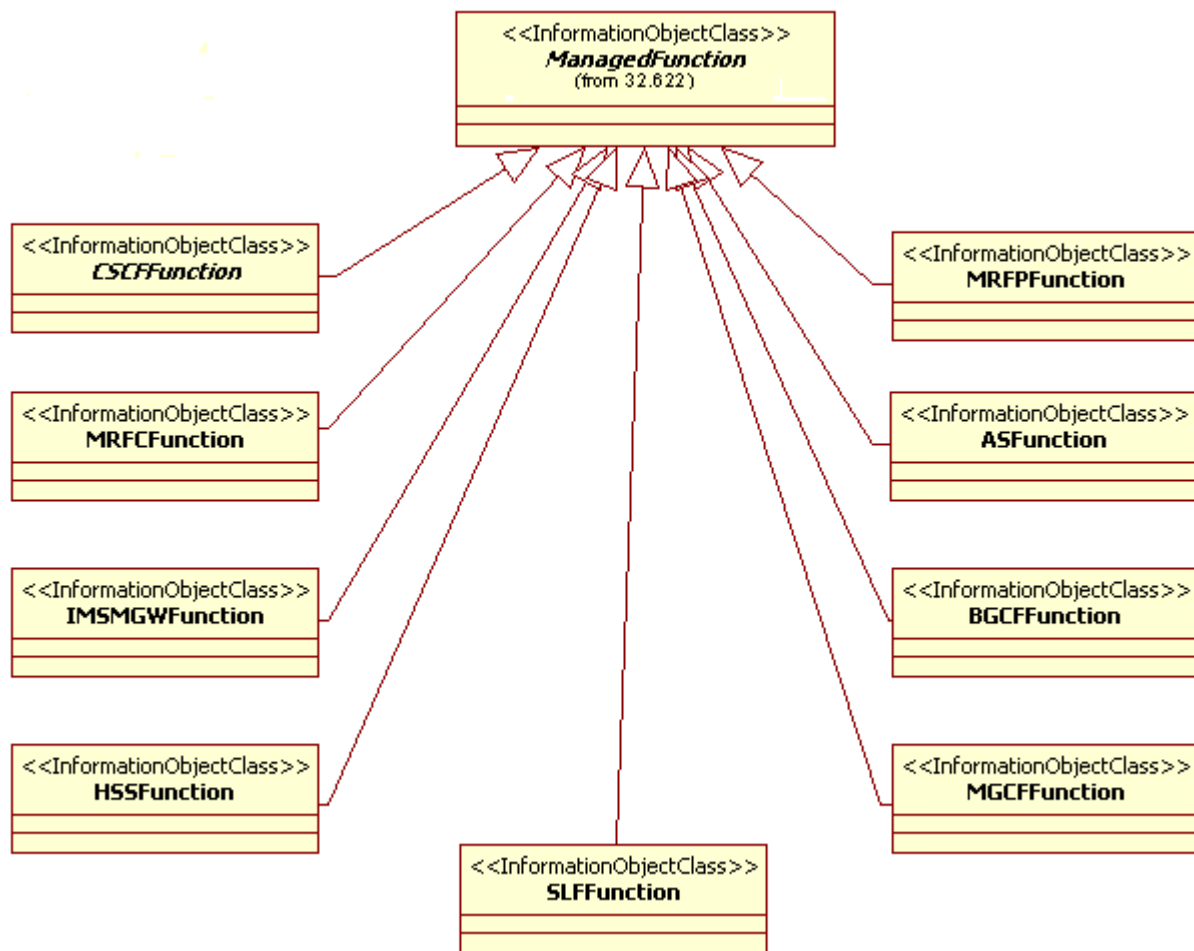 <<InformationObjectClass>>
ManagedFunction
(from 32.622)
<<InformationObjectClass>>
CSCFFunction
<<InformationObjectClass>>
MRFPFunction
<<InformationObjectClass>>
MRFCFunction
<<InformationObjectClass>>
ASFunction
<<InformationObjectClass>>
IMSMGWFunction
<<InformationObjectClass>>
BGCFFunction
<<InformationObjectClass>>
HSSFunction
<<InformationObjectClass>>
MGCFFunction
<<InformationObjectClass>>
SLFFunction